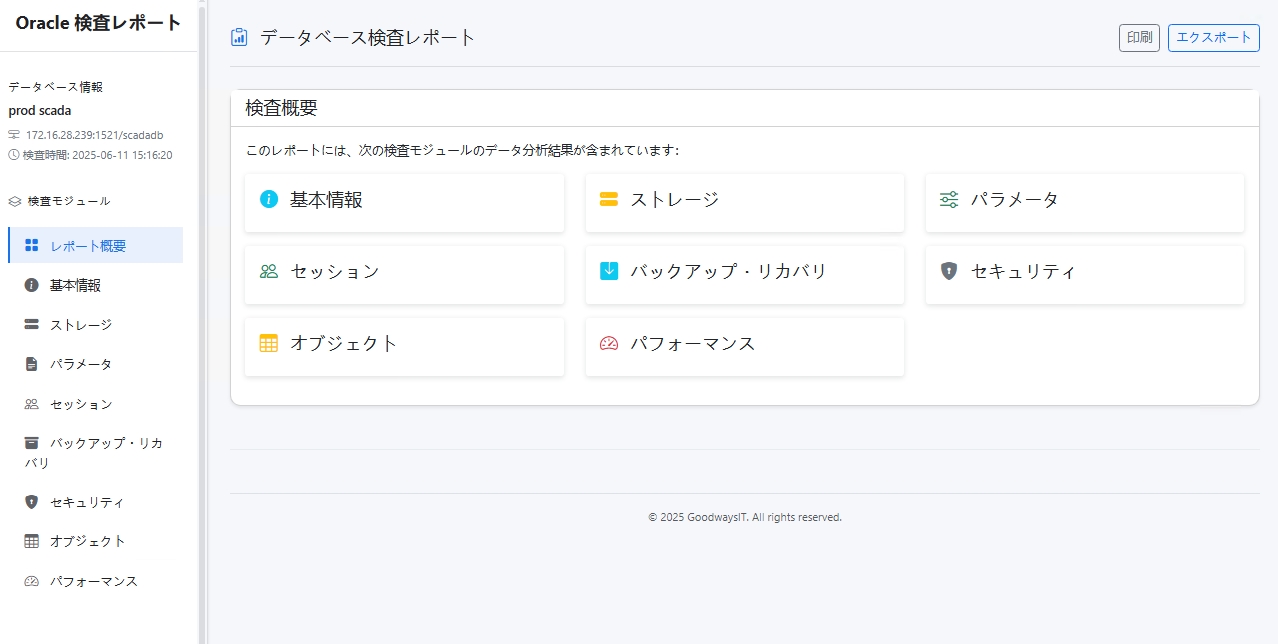 Oracle 検査レポート
データベース情報
prod scada
172.16.28.239:1521/scadadb
検査時間: 2025-06-11 15:16:20
検査モジュール
レポート概要
基本情報
ストレージ
パラメータ
セッション
バックアップ・リカ
バリ
セキュリティ
オブジェクト
パフォーマンス
データベース検査レポート
印刷
エクスポート
検査概要
このレポートには、次の検査モジュールのデータ分析結果が含まれています:
基本情報
ストレージ
パラメータ
セッション
バックアップ・リカバリ
セキュリティ
オブジェクト
パフォーマンス
© 2025 GoodwaysIT. All rights reserved.